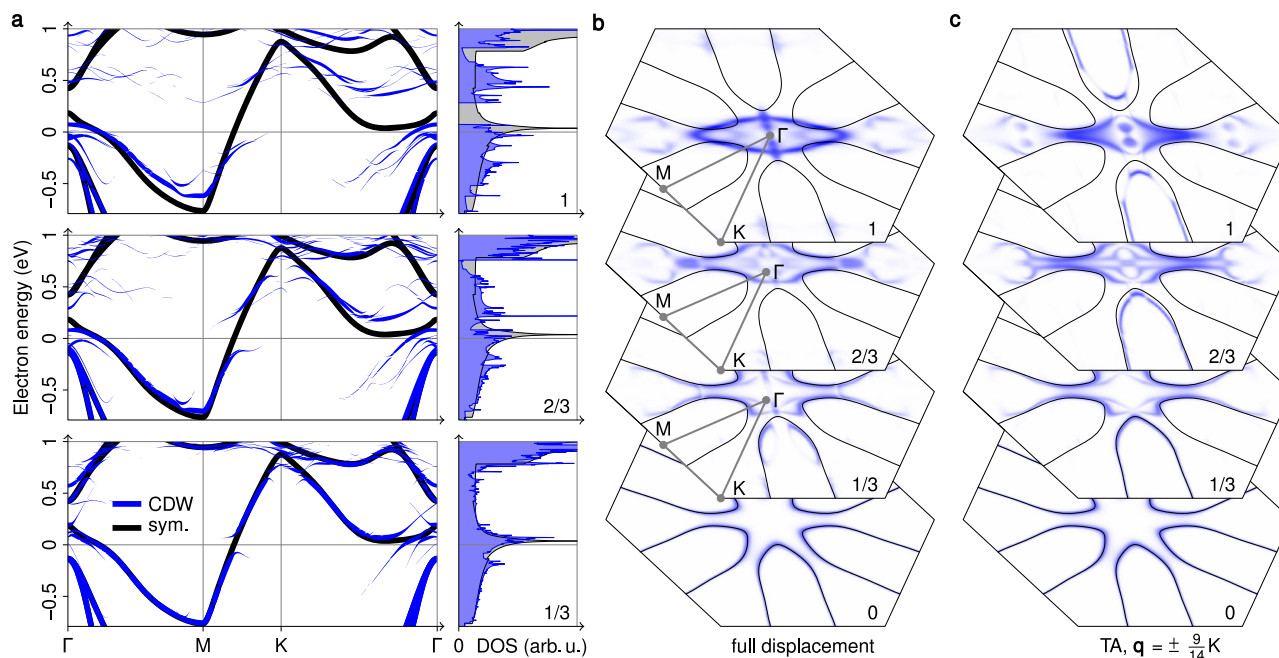 a
b
c
1
0.5
0
−0.5
1
1
0.5
0
−0.5
2/3
1
0.5
0
−0.5
1/3
Electron energy (eV)
CDW
sym.
Γ
M
K
Γ
0
DOS (arb. u.)
Γ
M
K
1
Γ
M
K
2/3
Γ
M
K
1/3
0
full displacement
1
2/3
1/3
0
TA, q = ± 9/14 K